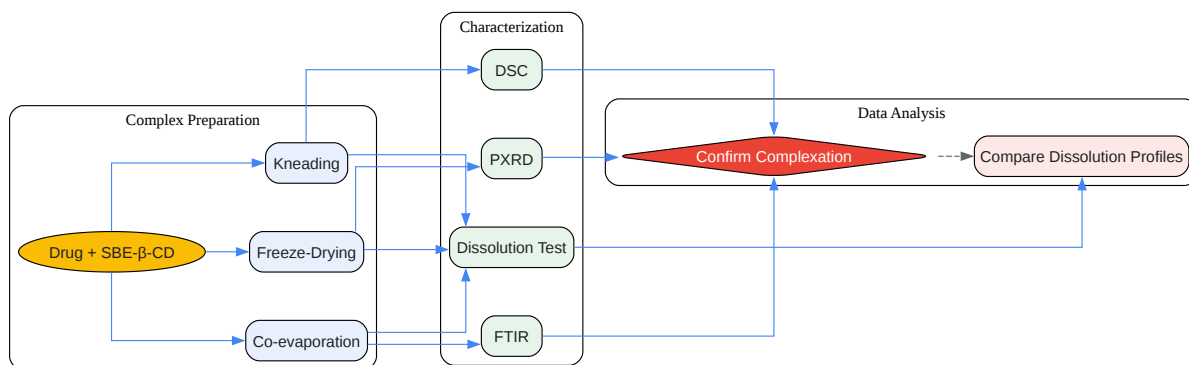 Characterization
DSC
Complex Preparation
Data Analysis
Kneading
PXRD
Confirm Complexation
Compare Dissolution Profiles
Drug + SBE-β-CD
Freeze-Drying
Dissolution Test
Co-evaporation
FTIR